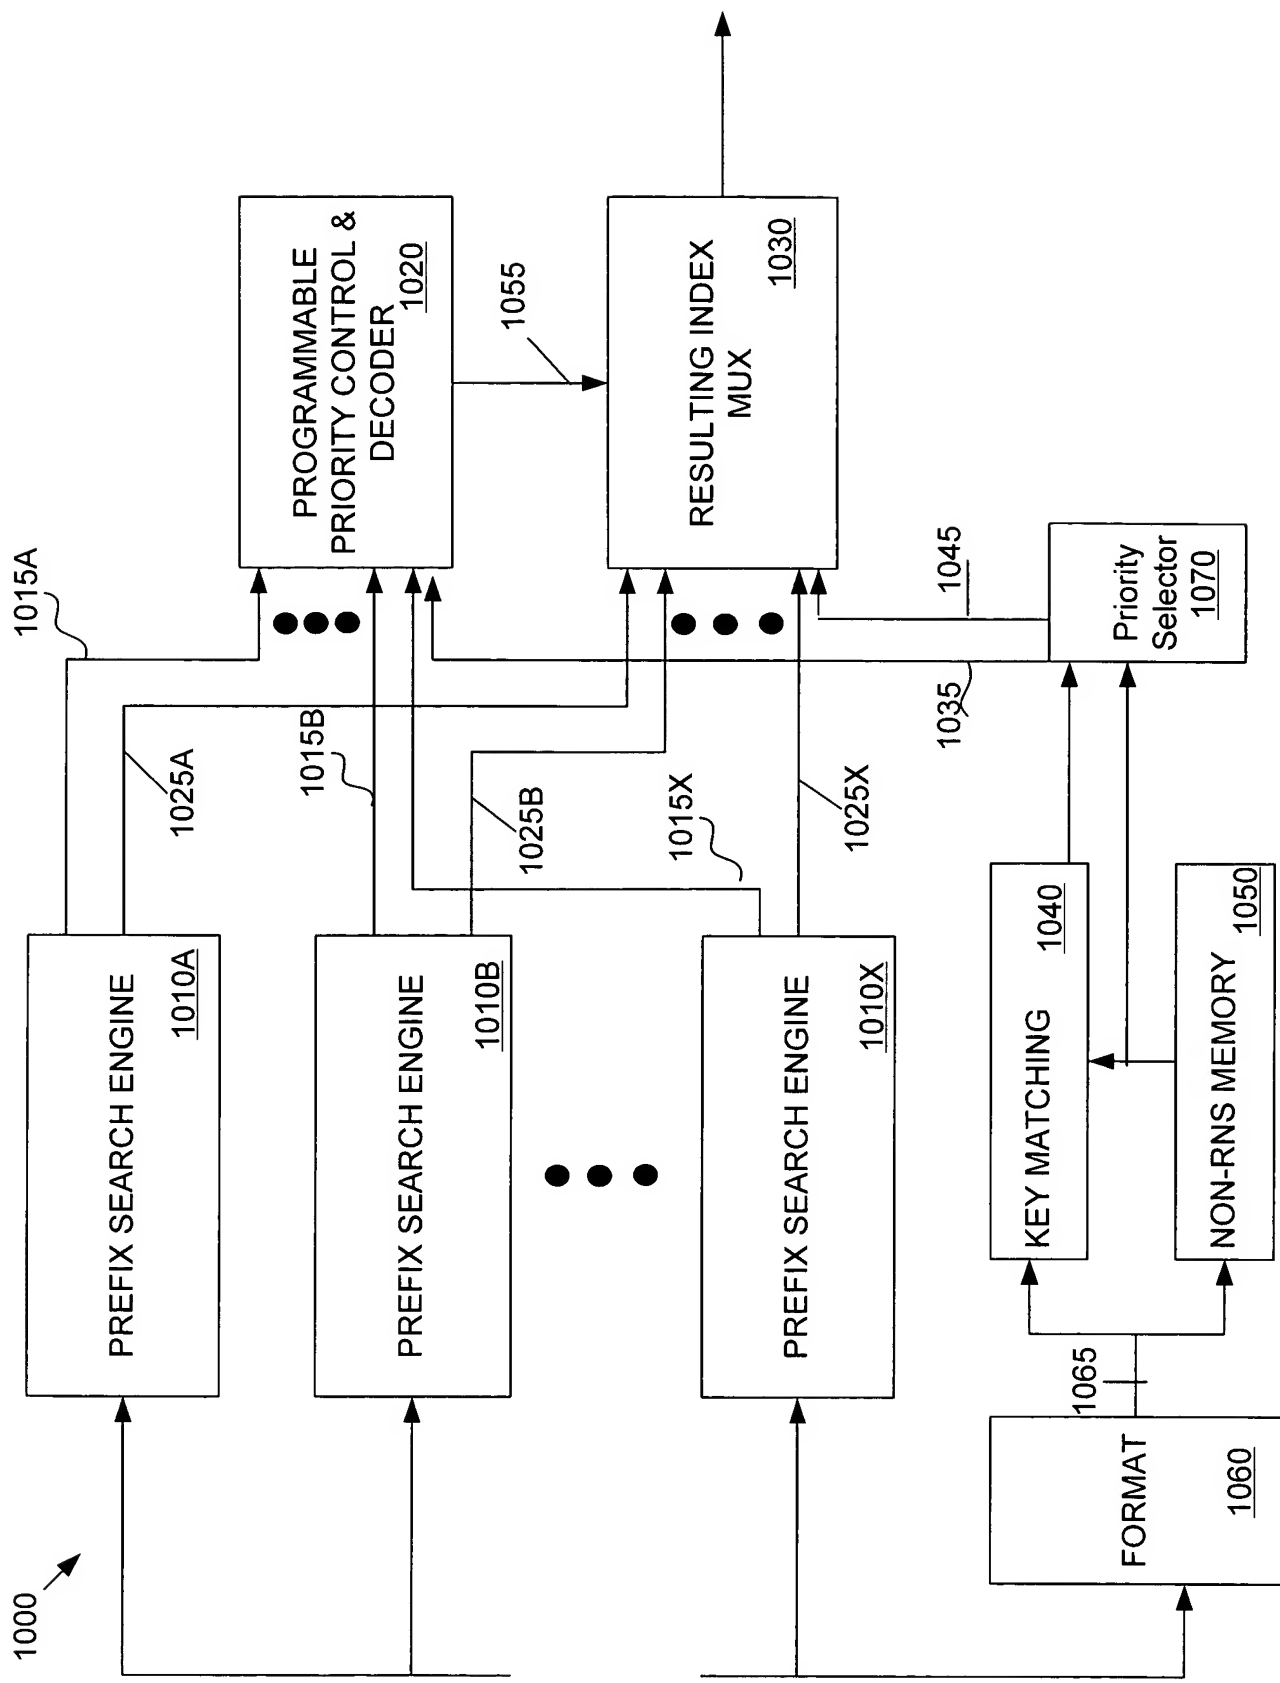 1000
PREFIX SEARCH ENGINE
1010A
1015A
1025A
PREFIX SEARCH ENGINE
1010B
1015B
1025B
PREFIX SEARCH ENGINE
1010X
1015X
1025X
PROGRAMMABLE
PRIORITY CONTROL &
DECODER
1020
1055
RESULTING INDEX
MUX
1030
FORMAT
1060
1065
KEY MATCHING
1040
NON-RNS MEMORY
1050
1035
1045
Priority
Selector
1070